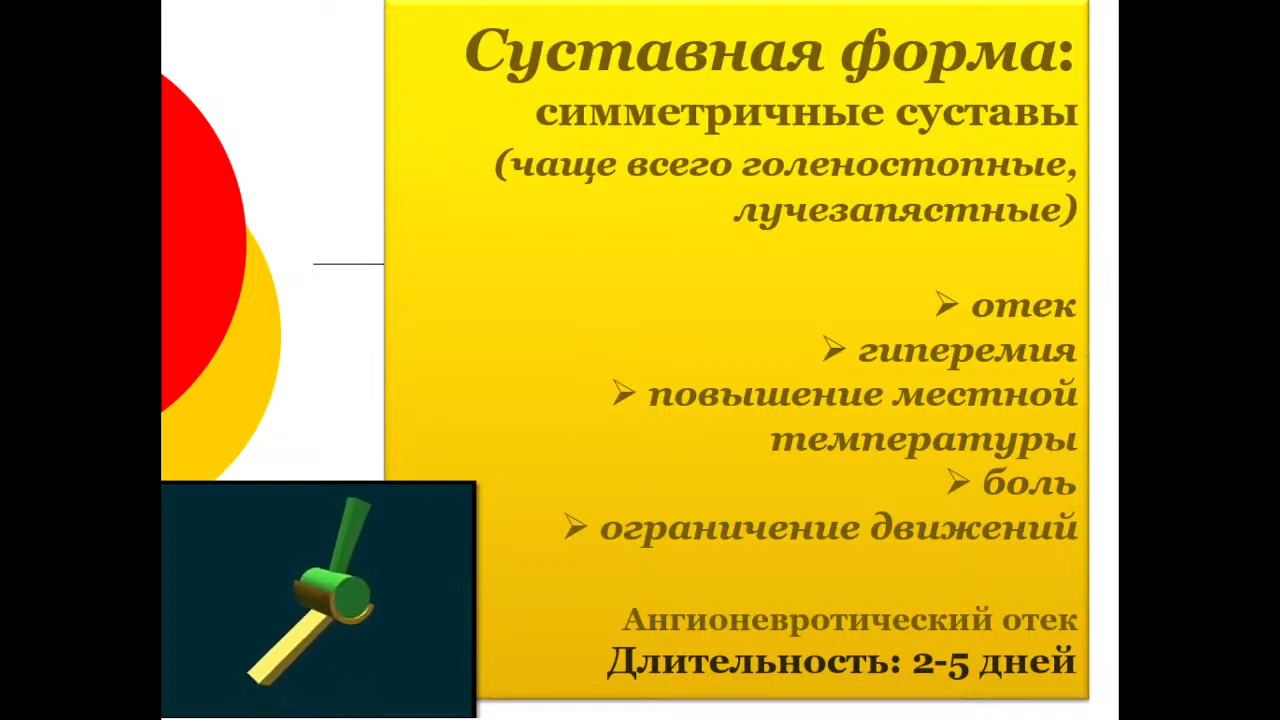 Суставная форма:
симметричные суставы
(чаще всего голеностопные,
лучезапястные)
➢ отек
➢ гиперемия
➢ повышение местной
температуры
➢ боль
➢ ограничение движений
Ангионевротический отек
Длительность: 2-5 дней